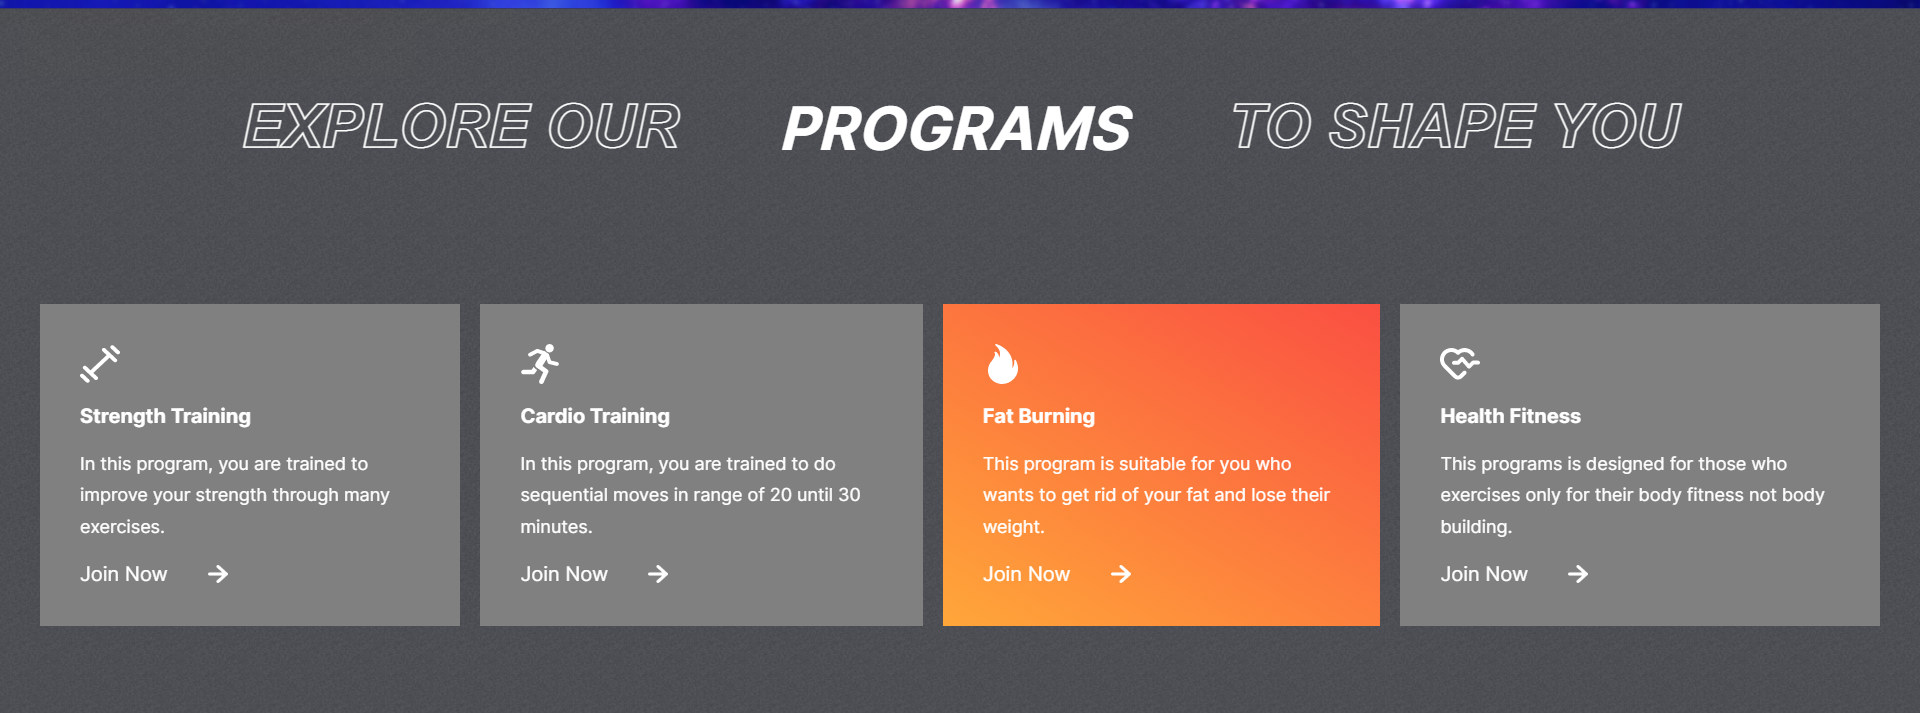 EXPLORE OUR PROGRAMS TO SHAPE YOU
Strength Training
In this program, you are trained to
improve your strength through many
exercises.
Join Now
Cardio Training
In this program, you are trained to do
sequential moves in range of 20 until 30
minutes.
Join Now
Fat Burning
This program is suitable for you who
wants to get rid of your fat and lose their
weight.
Join Now
Health Fitness
This programs is designed for those who
exercises only for their body fitness not body
building.
Join Now